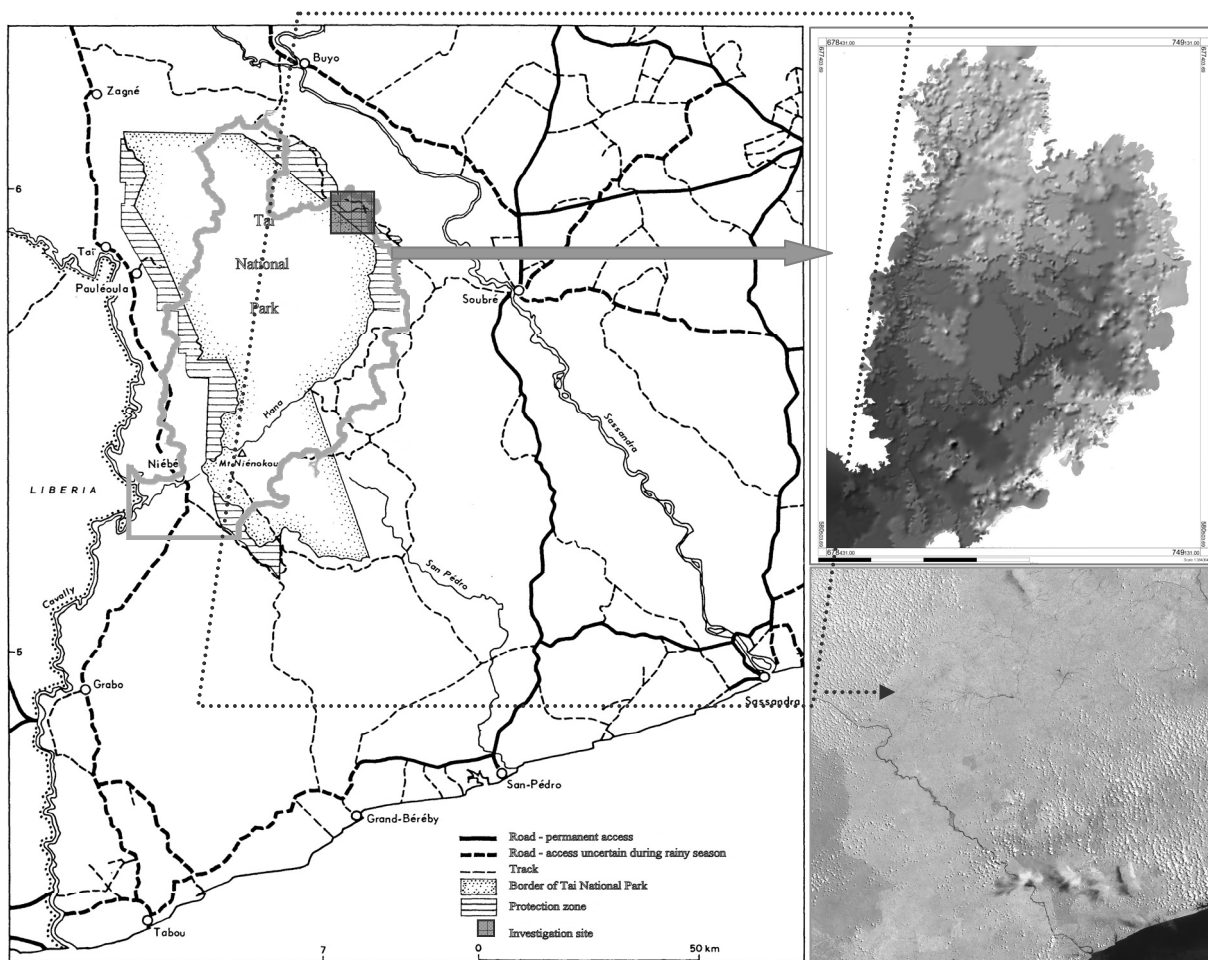 Buyo
Zagné
6
Tai
National
Park
Taï
Pauléoula
Soubré
Hana
Sassandra
Niébé
Mt Niénokou
LIBERIA
San Pédro
Cavally
5
Grabo
Sassandra
San-Pédro
Grand-Béréby
Tabou
7
Road - permanent access
Road - access uncertain during rainy season
Track
Border of Tai National Park
Protection zone
Investigation site
0 50 km
678431.00 749131.00
678431.00 749131.00